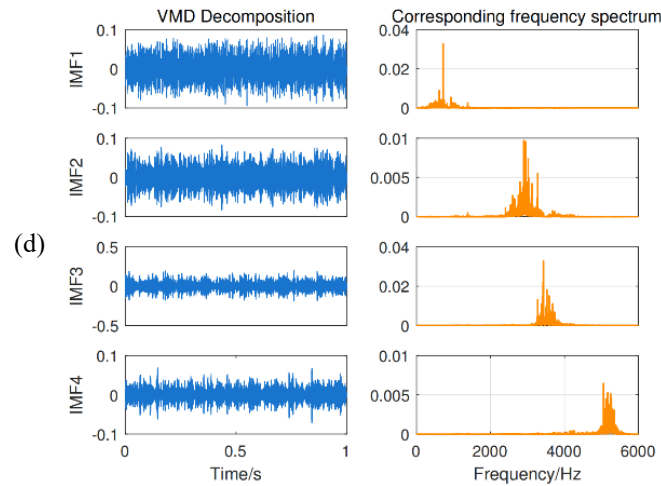 VMD Decomposition Corresponding frequency spectrum
0.1 0.04
IMF1 0 0.02
-0.1 0
0.1 0.01
IMF2 0 0.005
-0.1 0
(d)
0.5 0.04
IMF3 0 0.02
-0.5 0
0.1 0.01
IMF4 0 0.005
-0.1 0
0 0.5 1 0 2000 4000 6000
Time/s Frequency/Hz